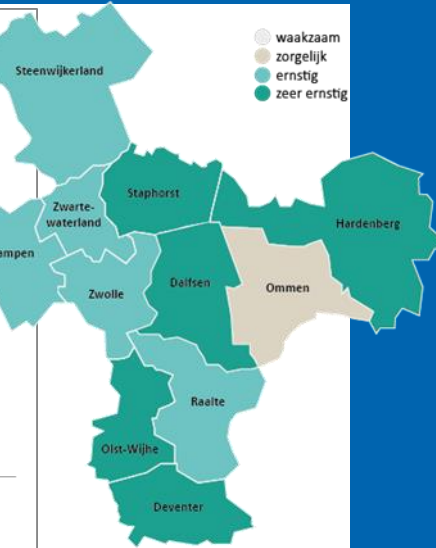 waakzaam
zorgelijk
ernstig
zeer ernstig
Steenwijkerland
Staphorst
Zwarte-
waterland
Hardenberg
ampen
Zwolle
Dalfsen
Ommen
Raalte
Olst-Wijhe
Deventer